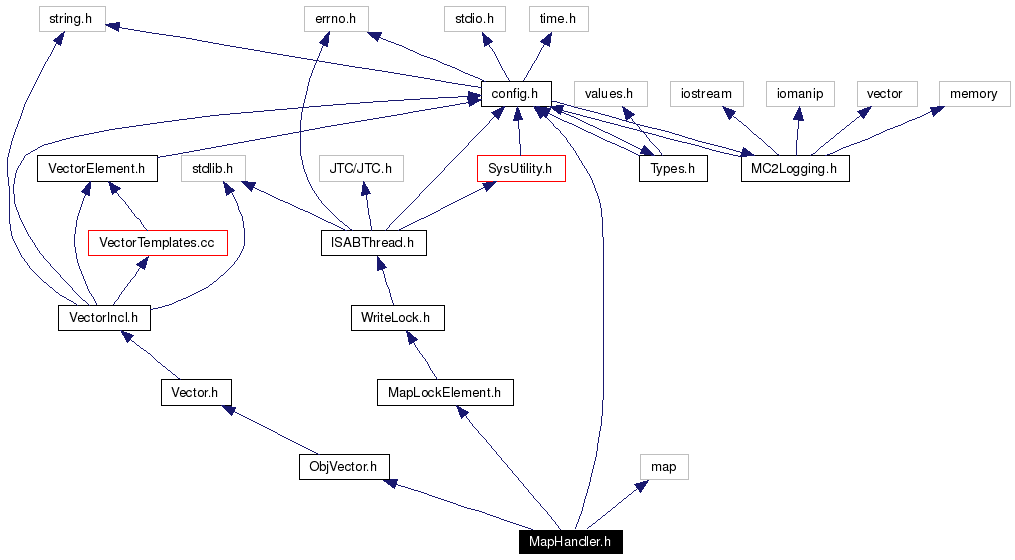 string.h
errno.h
stdio.h
time.h
config.h
values.h
iostream
iomanip
vector
memory
VectorElement.h
stdlib.h
JTC/JTC.h
SysUtility.h
Types.h
MC2Logging.h
VectorTemplates.cc
ISABThread.h
VectorIncl.h
WriteLock.h
Vector.h
MapLockElement.h
ObjVector.h
map
MapHandler.h